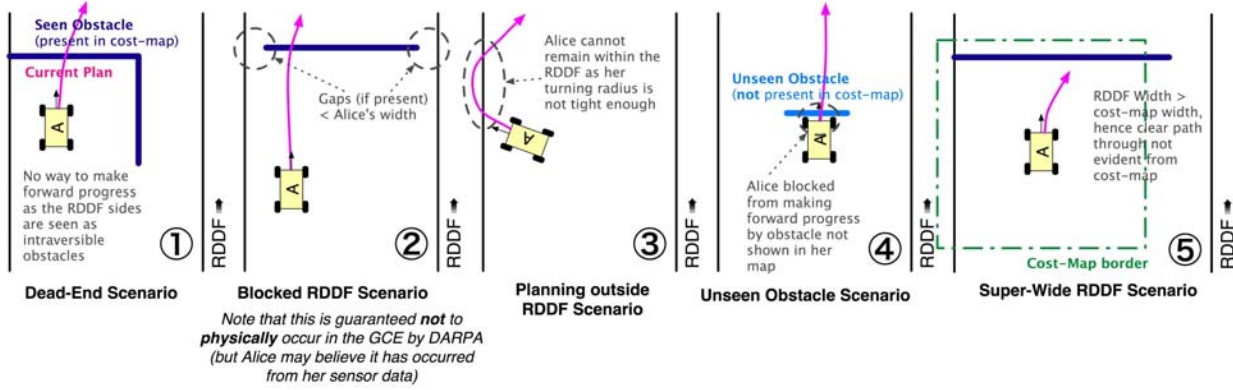 Seen Obstacle
(present in cost-map)
Current Plan
A
No way to make
forward progress
as the RDDF sides
are seen as
intraversible
obstacles
①
RDDF
Dead-End Scenario
Gaps (if present)
< Alice's width
A
②
RDDF
Blocked RDDF Scenario
Note that this is guaranteed not to
physically occur in the GCE by DARPA
(but Alice may believe it has occurred
from her sensor data)
Alice cannot
remain within the
RDDF as her
turning radius is
not tight enough
A
③
RDDF
Planning outside
RDDF Scenario
Unseen Obstacle
(not present in cost-map)
A
Alice blocked
from making
forward progress
by obstacle not
shown in her
map
④
RDDF
Unseen Obstacle Scenario
RDDF Width >
cost-map width,
hence clear path
through not
evident from
cost-map
A
⑤
Cost-Map border
RDDF
Super-Wide RDDF Scenario